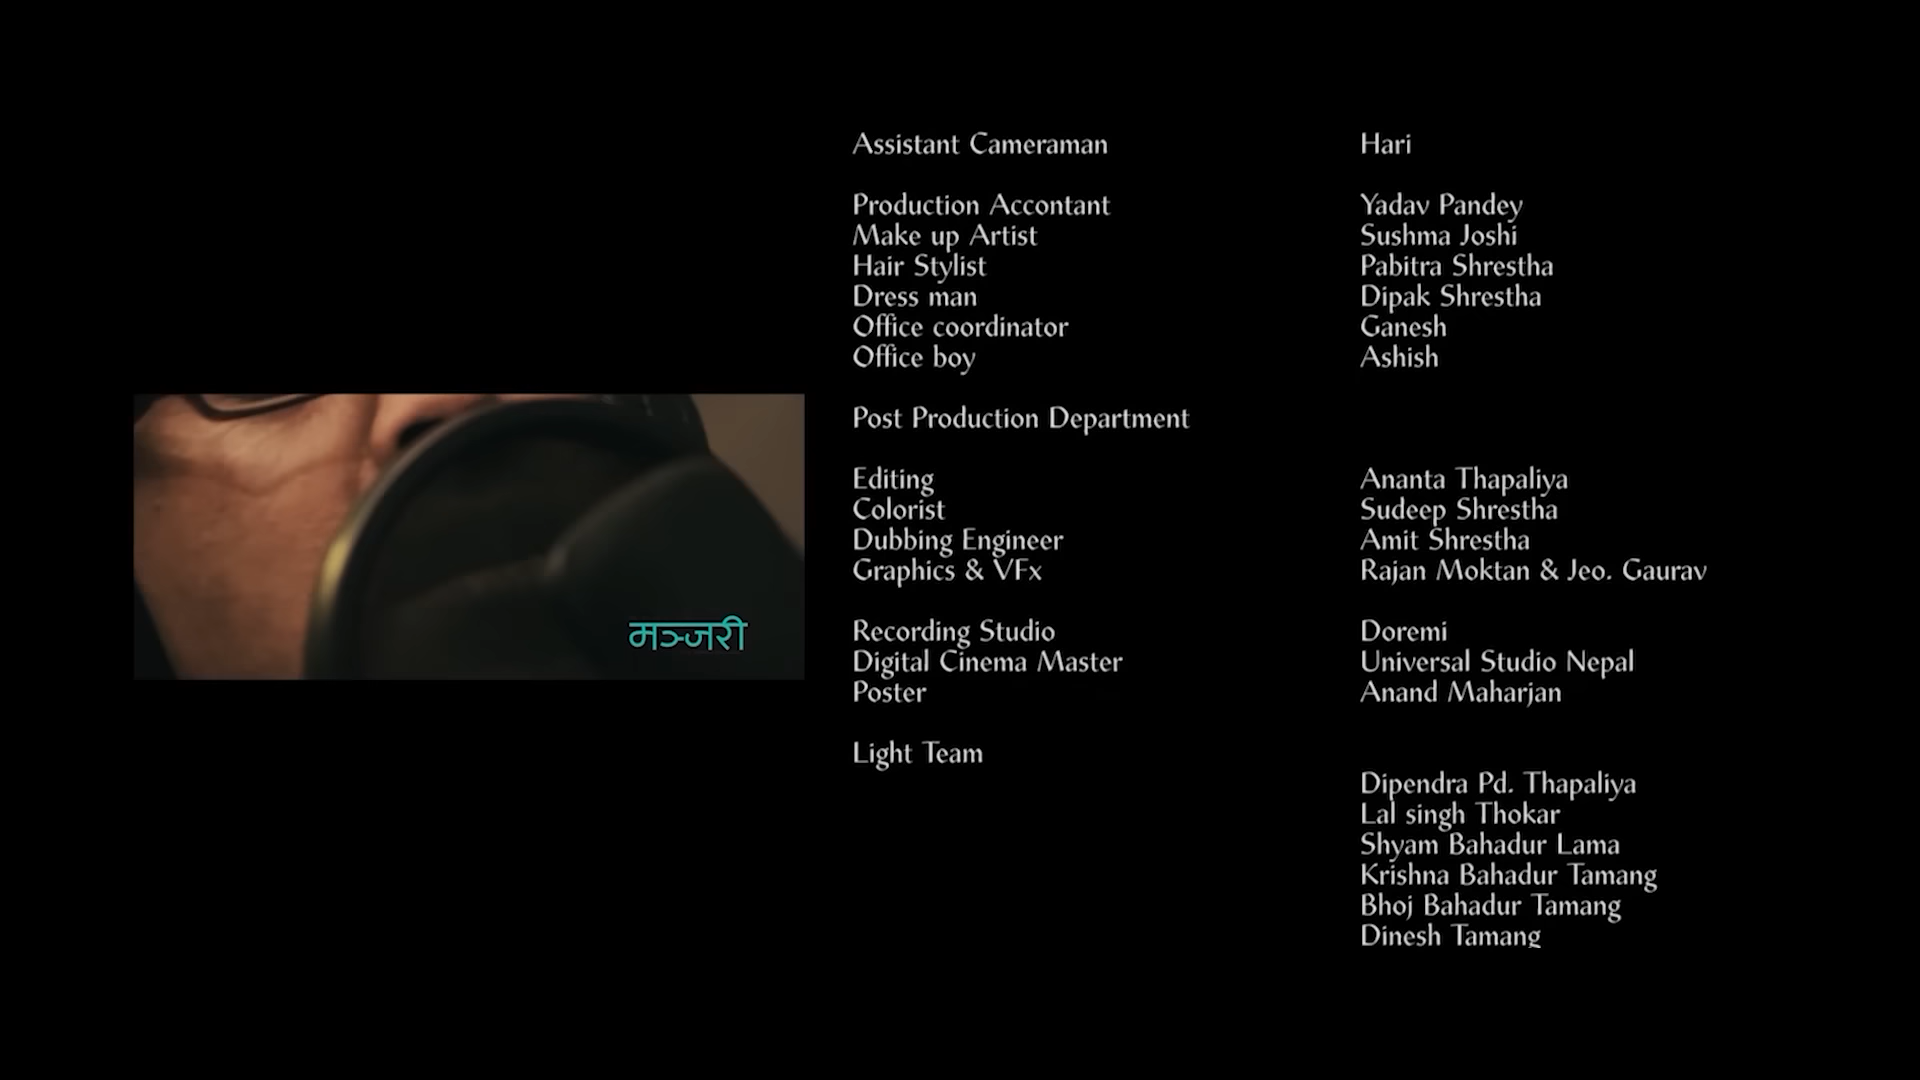 Assistant Cameraman Hari
Production Accontant Yadav Pandey
Make up Artist Sushma Joshi
Hair Stylist Pabitra Shrestha
Dress man Dipak Shrestha
Office coordinator Ganesh
Office boy Ashish
Post Production Department
Editing Ananta Thapaliya
Colorist Sudeep Shrestha
Dubbing Engineer Amit Shrestha
Graphics & VFx Rajan Moktan & Jeo. Gaurav
मञ्जरी
Recording Studio Doremi
Digital Cinema Master Universal Studio Nepal
Poster Anand Maharjan
Light Team
Dipendra Pd. Thapaliya
Lal singh Thokar
Shyam Bahadur Lama
Krishna Bahadur Tamang
Bhoj Bahadur Tamang
Dinesh Tamang